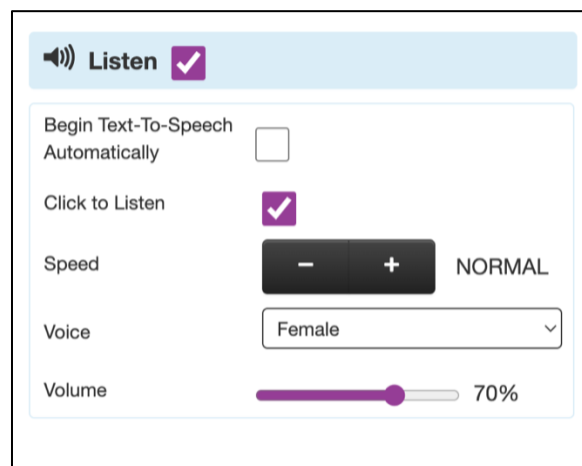 Listen
Begin Text-To-Speech
Automatically
Click to Listen
Speed − + NORMAL
Voice Female
Volume 70%